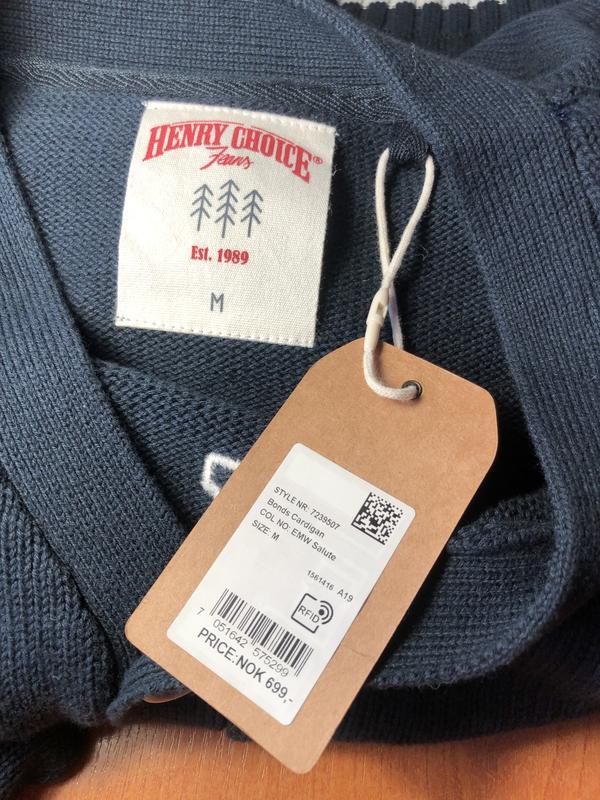 HENRY CHOICE®
Jeans
Est. 1989
M
STYLE NR. 7239507
Bonds Cardigan
COL NO: EMW Salute
SIZE: M
1561416 A19
RFID
7 051642 575299
PRICE:NOK 699,-